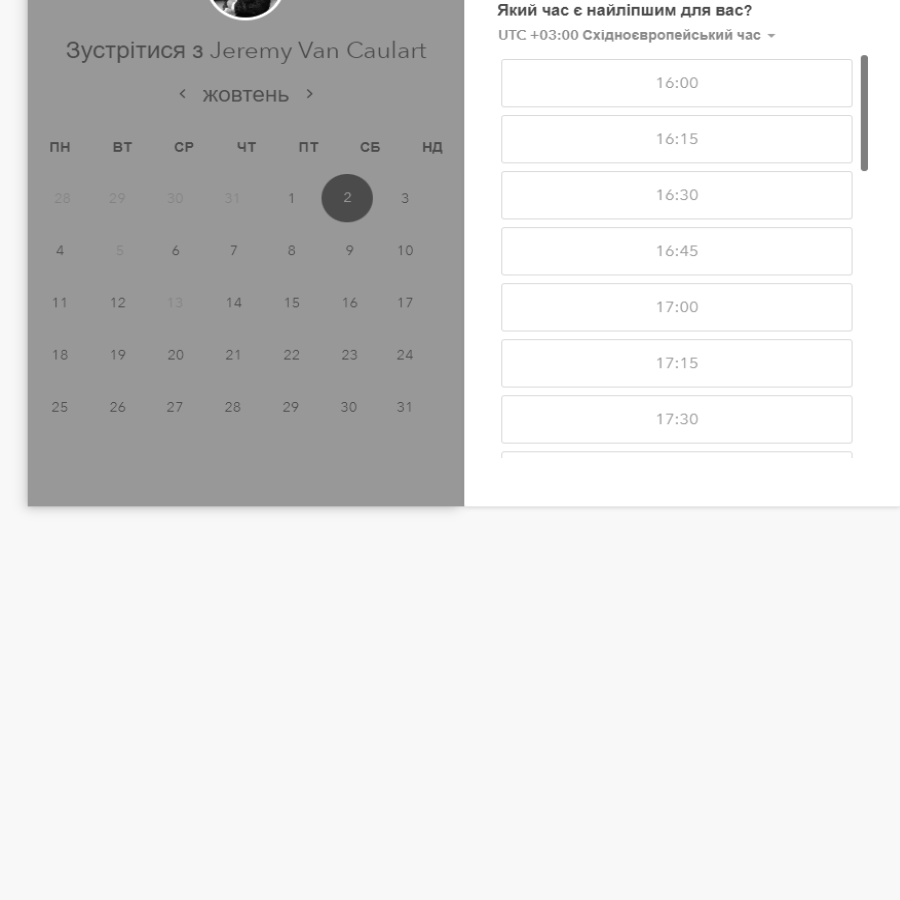 Зустрітися з Jeremy Van Caulart
‹ жовтень ›
ПН ВТ СР ЧТ ПТ СБ НД
28 29 30 31 1 2 3
4 5 6 7 8 9 10
11 12 13 14 15 16 17
18 19 20 21 22 23 24
25 26 27 28 29 30 31
Який час є найліпшим для вас?
UTC +03:00 Східноєвропейський час
16:00
16:15
16:30
16:45
17:00
17:15
17:30